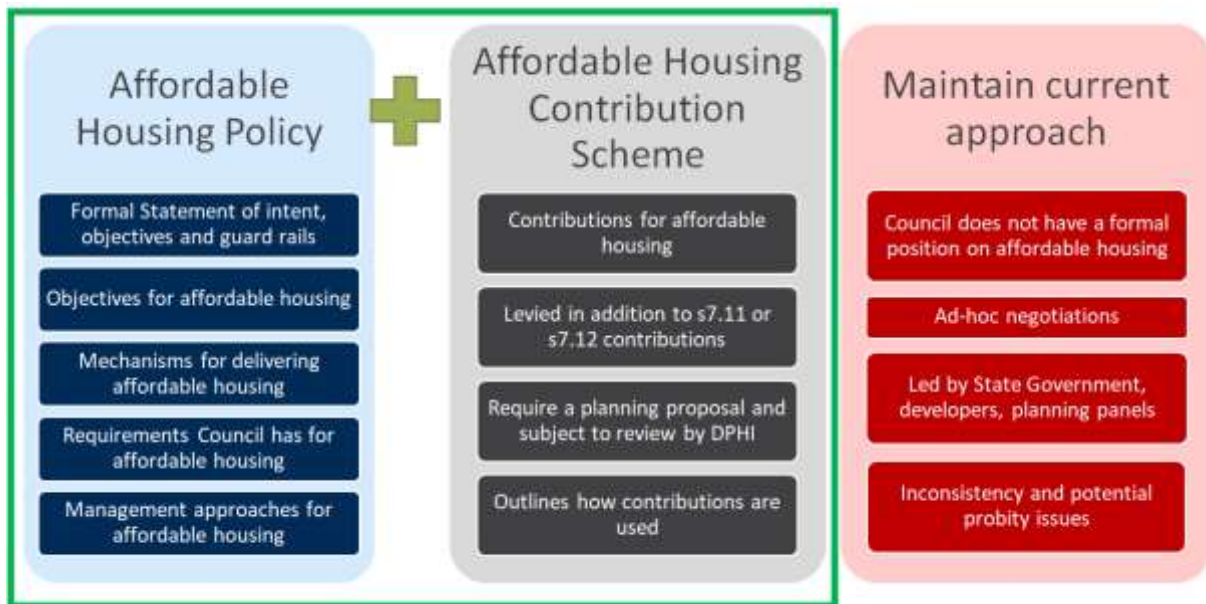 Affordable
Housing Policy
Formal Statement of intent,
objectives and guard rails
Objectives for affordable housing
Mechanisms for delivering
affordable housing
Requirements Council has for
affordable housing
Management approaches for
affordable housing
Affordable Housing
Contribution
Scheme
Contributions for affordable
housing
Levied in addition to s7.11 or
s7.12 contributions
Require a planning proposal and
subject to review by DPHI
Outlines how contributions are
used
Maintain current
approach
Council does not have a formal
position on affordable housing
Ad-hoc negotiations
Led by State Government,
developers, planning panels
Inconsistency and potential
probity issues